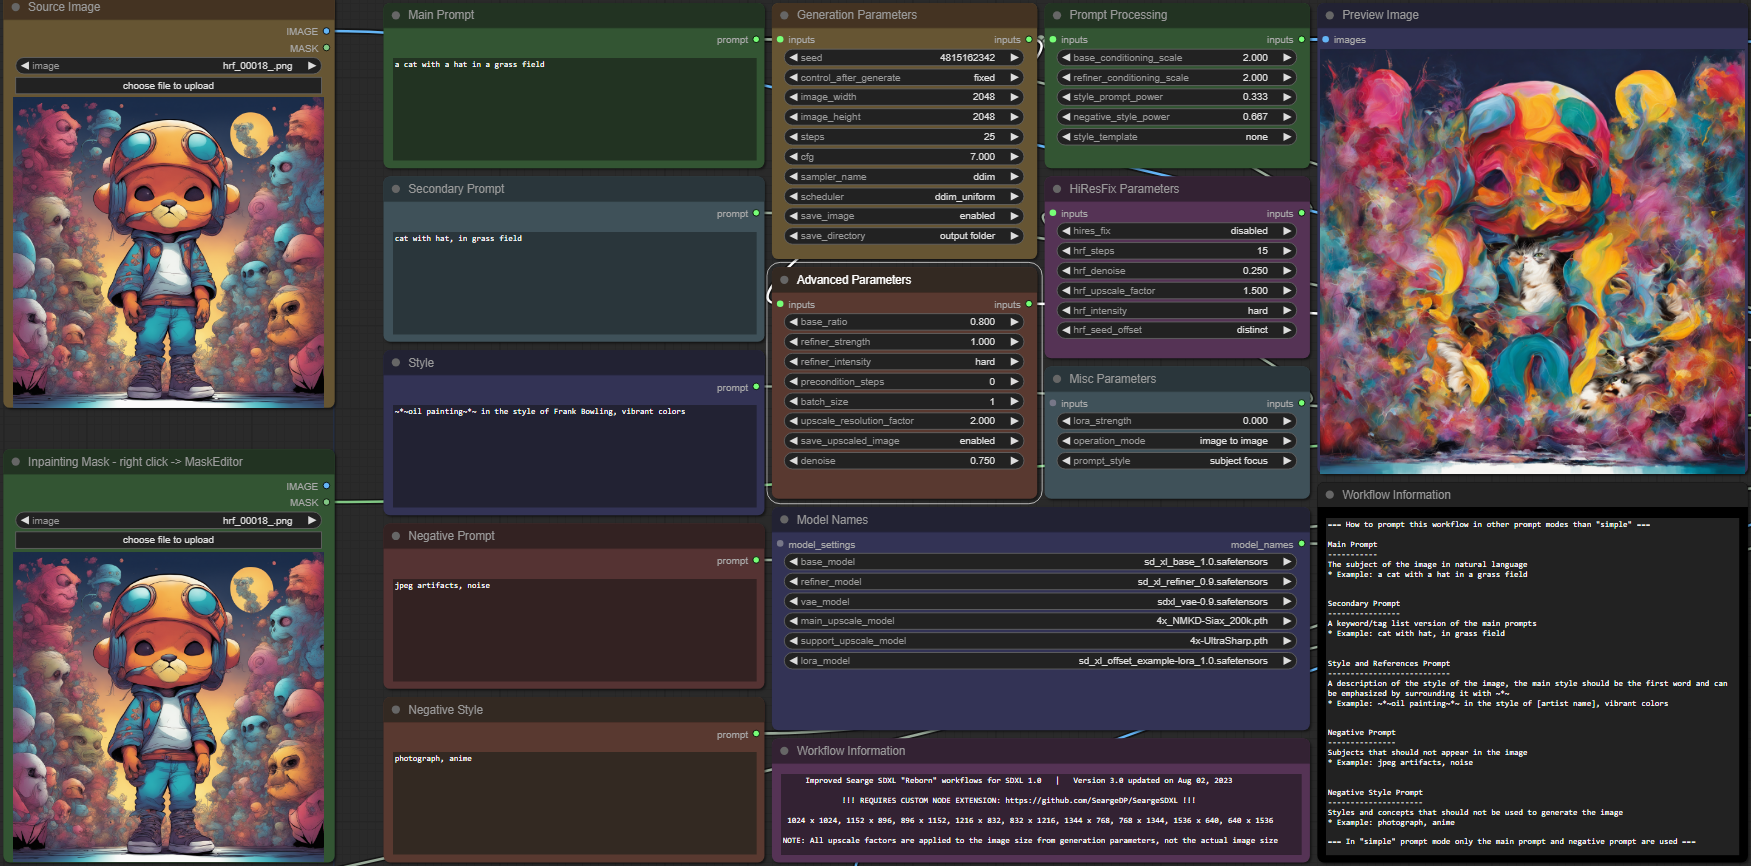 Source Image
IMAGE
MASK
image hrf_00018_.png
choose file to upload
Inpainting Mask - right click -> MaskEditor
IMAGE
MASK
image hrf_00018_.png
choose file to upload
Main Prompt
prompt
a cat with a hat in a grass field
Secondary Prompt
prompt
cat with hat, in grass field
Style
prompt
~*~oil painting~*~ in the style of Frank Bowling, vibrant colors
Negative Prompt
prompt
jpeg artifacts, noise
Negative Style
prompt
photograph, anime
Generation Parameters
inputs inputs
seed 4815162342
control_after_generate fixed
image_width 2048
image_height 2048
steps 25
cfg 7.000
sampler_name ddim
scheduler ddim_uniform
save_image enabled
save_directory output folder
Advanced Parameters
inputs inputs
base_ratio 0.800
refiner_strength 1.000
refiner_intensity hard
precondition_steps 0
batch_size 1
upscale_resolution_factor 2.000
save_upscaled_image enabled
denoise 0.750
Prompt Processing
inputs inputs
base_conditioning_scale 2.000
refiner_conditioning_scale 2.000
style_prompt_power 0.333
negative_style_power 0.667
style_template none
HiResFix Parameters
inputs inputs
hires_fix disabled
hrf_steps 15
hrf_denoise 0.250
hrf_upscale_factor 1.500
hrf_intensity hard
hrf_seed_offset distinct
Misc Parameters
inputs inputs
lora_strength 0.000
operation_mode image to image
prompt_style subject focus
Model Names
model_settings model_names
base_model sd_xl_base_1.0.safetensors
refiner_model sd_xl_refiner_0.9.safetensors
vae_model sdxl_vae-0.9.safetensors
main_upscale_model 4x_NMKD-Siax_200k.pth
support_upscale_model 4x-UltraSharp.pth
lora_model sd_xl_offset_example-lora_1.0.safetensors
Workflow Information
Improved Searge SDXL "Reborn" workflows for SDXL 1.0 | Version 3.0 updated on Aug 02, 2023
!!! REQUIRES CUSTOM NODE EXTENSION: https://github.com/SeargeDP/SeargeSDXL !!!
1024 x 1024, 1152 x 896, 896 x 1152, 1216 x 832, 832 x 1216, 1344 x 768, 768 x 1344, 1536 x 640, 640 x 1536
NOTE: All upscale factors are applied to the image size from generation parameters, not the actual image size
Preview Image
images
Workflow Information
=== How to prompt this workflow in other prompt modes than "simple" ===
Main Prompt
-----------
The subject of the image in natural language
* Example: a cat with a hat in a grass field
Secondary Prompt
----------------
A keyword/tag list version of the main prompts
* Example: cat with hat, in grass field
Style and References Prompt
---------------------------
A description of the style of the image, the main style should be the first word and can
be emphasized by surrounding it with ~*~
* Example: ~*~oil painting~*~ in the style of [artist name], vibrant colors
Negative Prompt
---------------
Subjects that should not appear in the image
* Example: jpeg artifacts, noise
Negative Style Prompt
---------------------
Styles and concepts that should not be used to generate the image
* Example: photograph, anime
=== In "simple" prompt mode only the main prompt and negative prompt are used ===